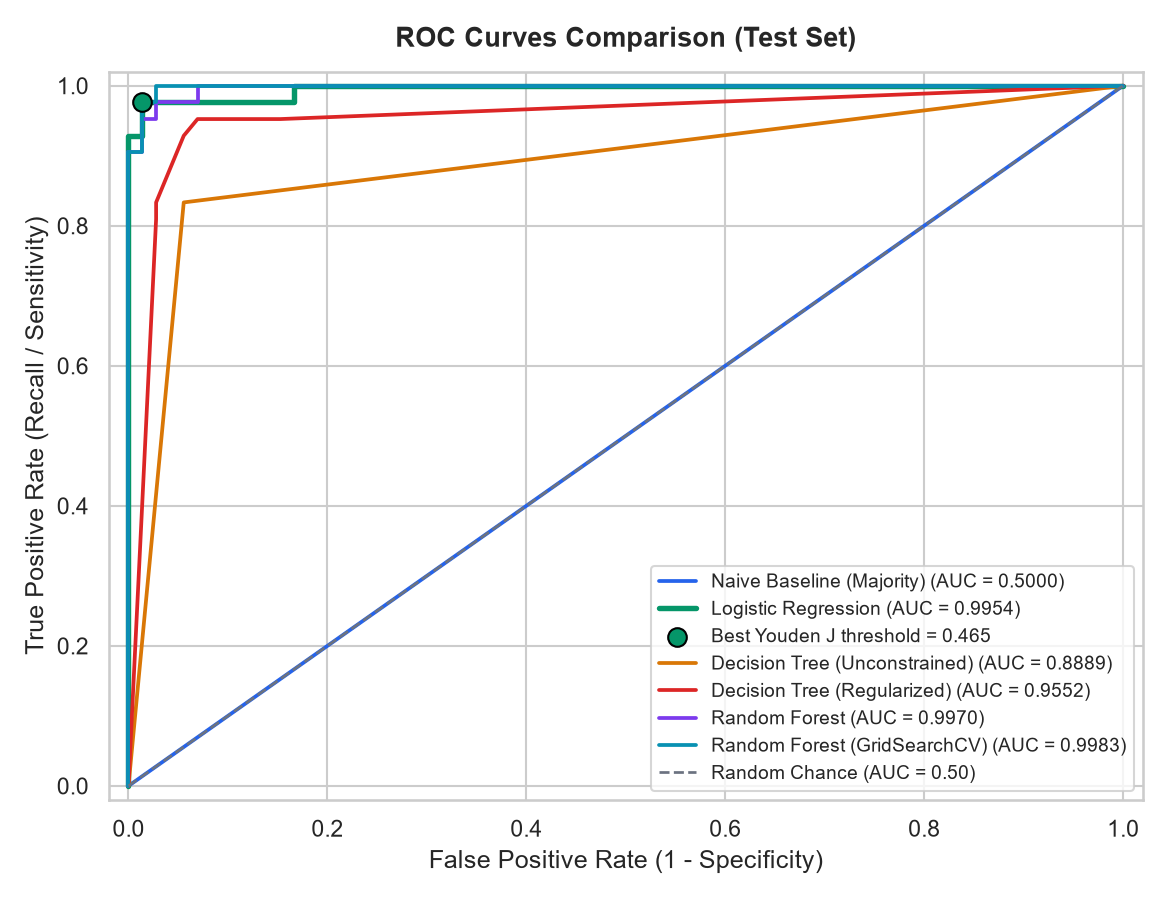 ROC Curves Comparison (Test Set)
True Positive Rate (Recall / Sensitivity)
1.0
0.8
0.6
0.4
0.2
0.0
Naive Baseline (Majority) (AUC = 0.5000)
Logistic Regression (AUC = 0.9954)
Best Youden J threshold = 0.465
Decision Tree (Unconstrained) (AUC = 0.8889)
Decision Tree (Regularized) (AUC = 0.9552)
Random Forest (AUC = 0.9970)
Random Forest (GridSearchCV) (AUC = 0.9983)
Random Chance (AUC = 0.50)
0.0 0.2 0.4 0.6 0.8 1.0
False Positive Rate (1 - Specificity)